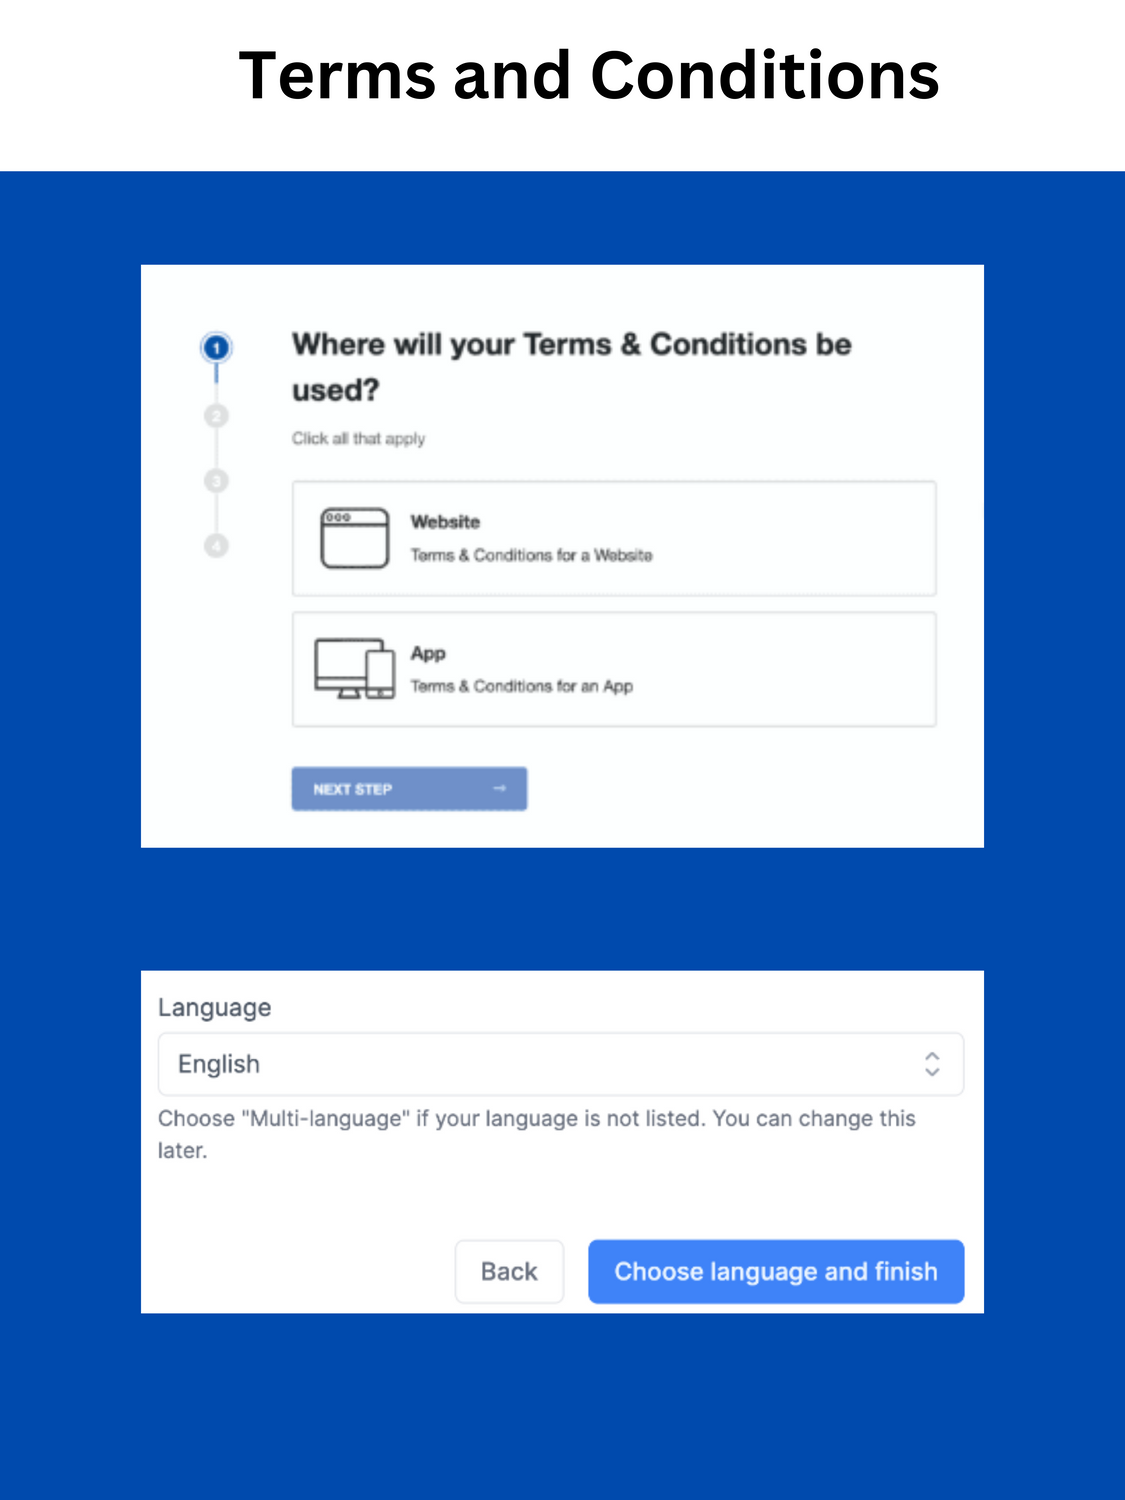 Terms and Conditions
1
Where will your Terms & Conditions be
used?
2
Click all that apply
3
Website
Terms & Conditions for a Website
4
App
Terms & Conditions for an App
NEXT STEP →
Language
English
Choose "Multi-language" if your language is not listed. You can change this
later.
Back
Choose language and finish